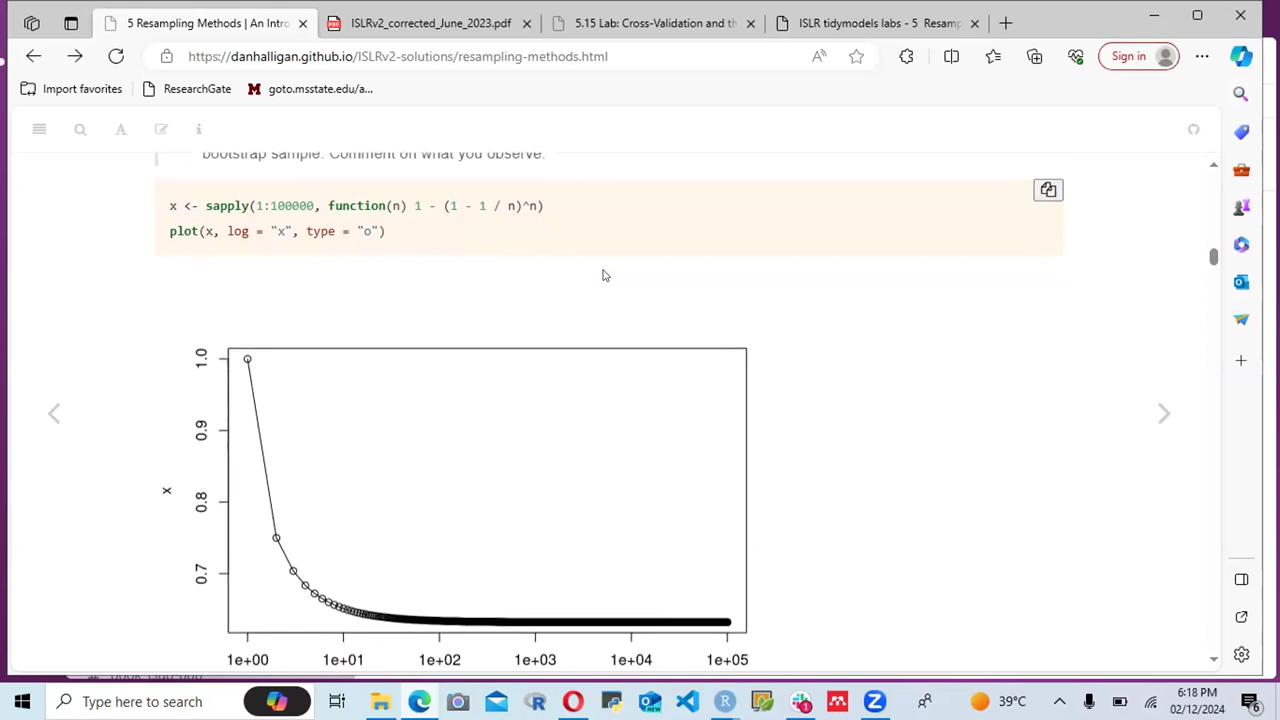 5 Resampling Methods | An Intro
ISLRv2_corrected_June_2023.pdf
5.15 Lab: Cross-Validation and th
ISLR tidymodels labs - 5 Resamp
https://danhalligan.github.io/ISLRv2-solutions/resampling-methods.html
Sign in
Import favorites
ResearchGate
goto.msstate.edu/a...
bootstrap sample. Comment on what you observe.
x <- sapply(1:100000, function(n) 1 - (1 - 1 / n)^n)
plot(x, log = "x", type = "o")
1.0
0.9
0.8
x
0.7
1e+00 1e+01 1e+02 1e+03 1e+04 1e+05
Type here to search
39°C
6:18 PM
02/12/2024
6